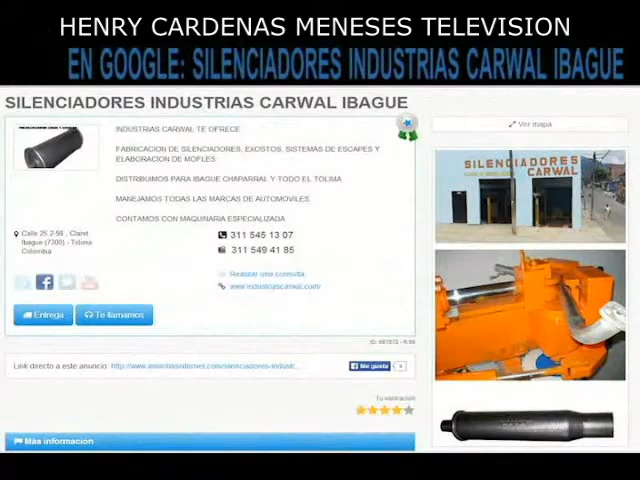 HENRY CARDENAS MENESES TELEVISION
EN GOOGLE: SILENCIADORES INDUSTRIAS CARWAL IBAGUE
SILENCIADORES INDUSTRIAS CARWAL IBAGUE
INDUSTRIAS CARWAL TE OFRECE
FABRICACION DE SILENCIADORES, EXOSTOS, SISTEMAS DE ESCAPES Y
ELABORACION DE MOFLES
DISTRIBUIMOS PARA IBAGUE CHAPARRAL Y TODO EL TOLIMA
MANEJAMOS TODAS LAS MARCAS DE AUTOMOVILES
CONTAMOS CON MAQUINARIA ESPECIALIZADA
Calle 25 2-98 , Claret
Ibague (7300) - Tolima
Colombia
311 545 13 07
311 549 41 85
Realizar una consulta
www.industriascarwal.com/
Entrega
Te llamamos
Link directo a este anuncio:
Me gusta
Tu valoración
Más informacion
Ver mapa
SILENCIADORES
CARWAL